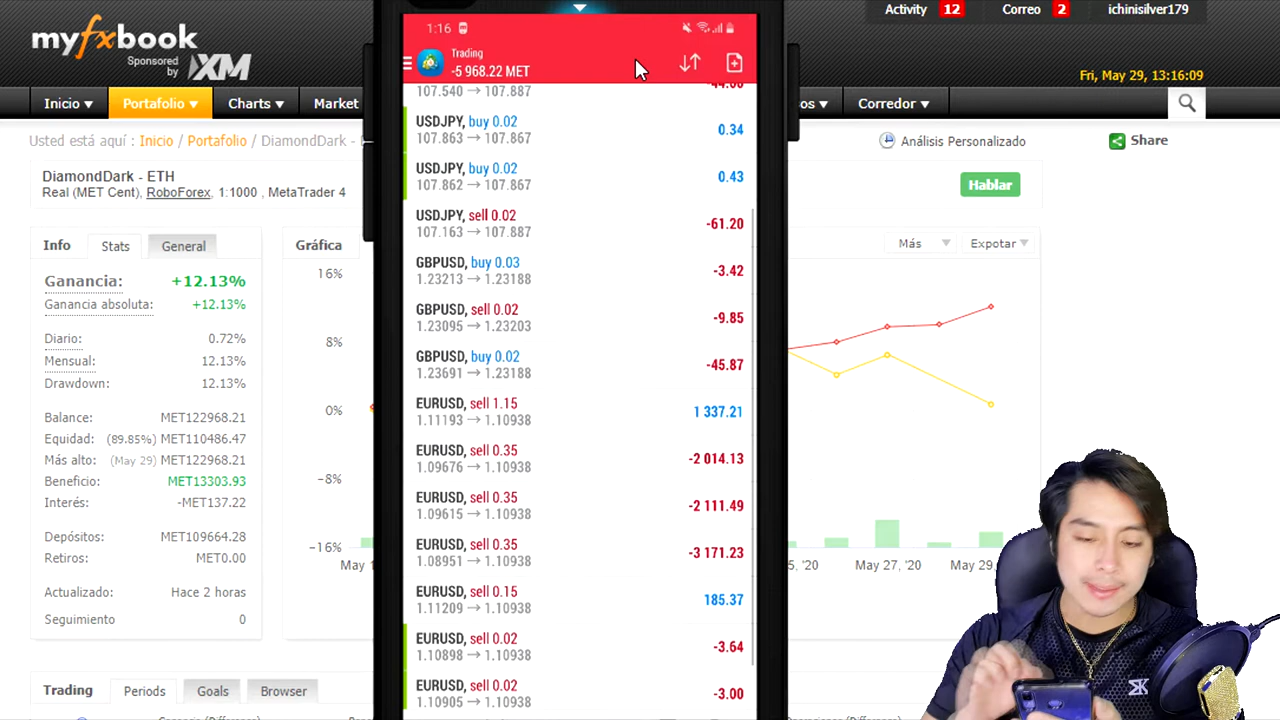 myfxbook
Sponsored by XM
Activity 12 Correo 2 ichinisilver179
Fri, May 29, 13:16:09
Inicio Portafolio Charts Market Corredor
Usted está aquí : Inicio / Portafolio / DiamondDark -
Análisis Personalizado Share
DiamondDark - ETH
Real (MET Cent), RoboForex, 1:1000 , MetaTrader 4
Hablar
Info Stats General
Ganancia: +12.13%
Ganancia absoluta: +12.13%
Diario: 0.72%
Mensual: 12.13%
Drawdown: 12.13%
Balance: MET122968.21
Equidad: (89.85%) MET110486.47
Más alto: (May 29) MET122968.21
Beneficio: MET13303.93
Interés: -MET137.22
Depósitos: MET109664.28
Retiros: MET0.00
Actualizado: Hace 2 horas
Seguimiento 0
Gráfica Más Expotar
16%
8%
0%
-8%
-16%
May 1
5, '20 May 27, '20 May 29
Trading Periods Goals Browser
1:16
Trading
-5 968.22 MET
107.540 → 107.887
USDJPY, buy 0.02
107.863 → 107.867 0.34
USDJPY, buy 0.02
107.862 → 107.867 0.43
USDJPY, sell 0.02
107.163 → 107.887 -61.20
GBPUSD, buy 0.03
1.23213 → 1.23188 -3.42
GBPUSD, sell 0.02
1.23095 → 1.23203 -9.85
GBPUSD, buy 0.02
1.23691 → 1.23188 -45.87
EURUSD, sell 1.15
1.11193 → 1.10938 1 337.21
EURUSD, sell 0.35
1.09676 → 1.10938 -2 014.13
EURUSD, sell 0.35
1.09615 → 1.10938 -2 111.49
EURUSD, sell 0.35
1.08951 → 1.10938 -3 171.23
EURUSD, sell 0.15
1.11209 → 1.10938 185.37
EURUSD, sell 0.02
1.10898 → 1.10938 -3.64
EURUSD, sell 0.02
1.10905 → 1.10938 -3.00